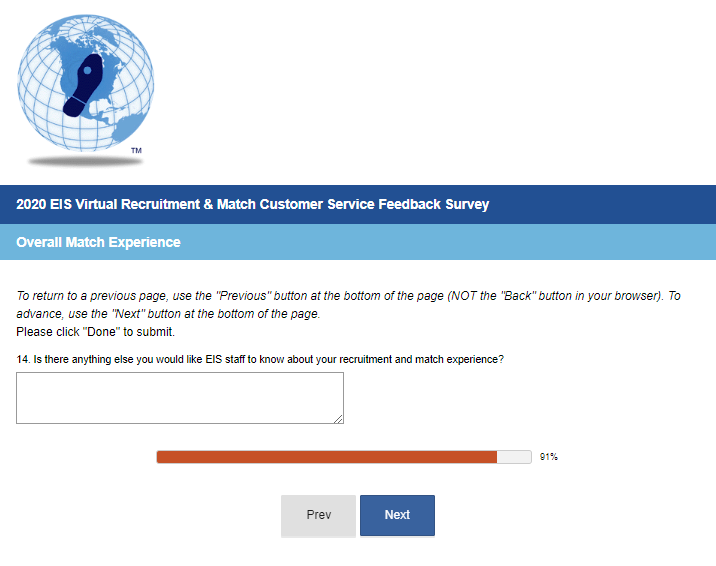 TM
2020 EIS Virtual Recruitment & Match Customer Service Feedback Survey
Overall Match Experience
To return to a previous page, use the "Previous" button at the bottom of the page (NOT the "Back" button in your browser). To
advance, use the "Next" button at the bottom of the page.
Please click "Done" to submit.
14. Is there anything else you would like EIS staff to know about your recruitment and match experience?
91%
Prev
Next